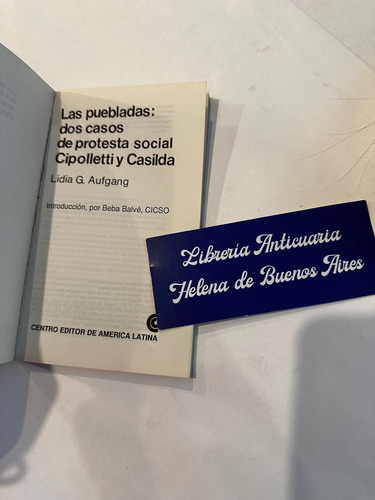 Las puebladas:
dos casos
de protesta social
Cipolletti y Casilda
Lidia G. Aufgang
Introducción, por Beba Balvé, CICSO
CENTRO EDITOR DE AMERICA LATINA
Librería Anticuaria
Helena de Buenos Aires